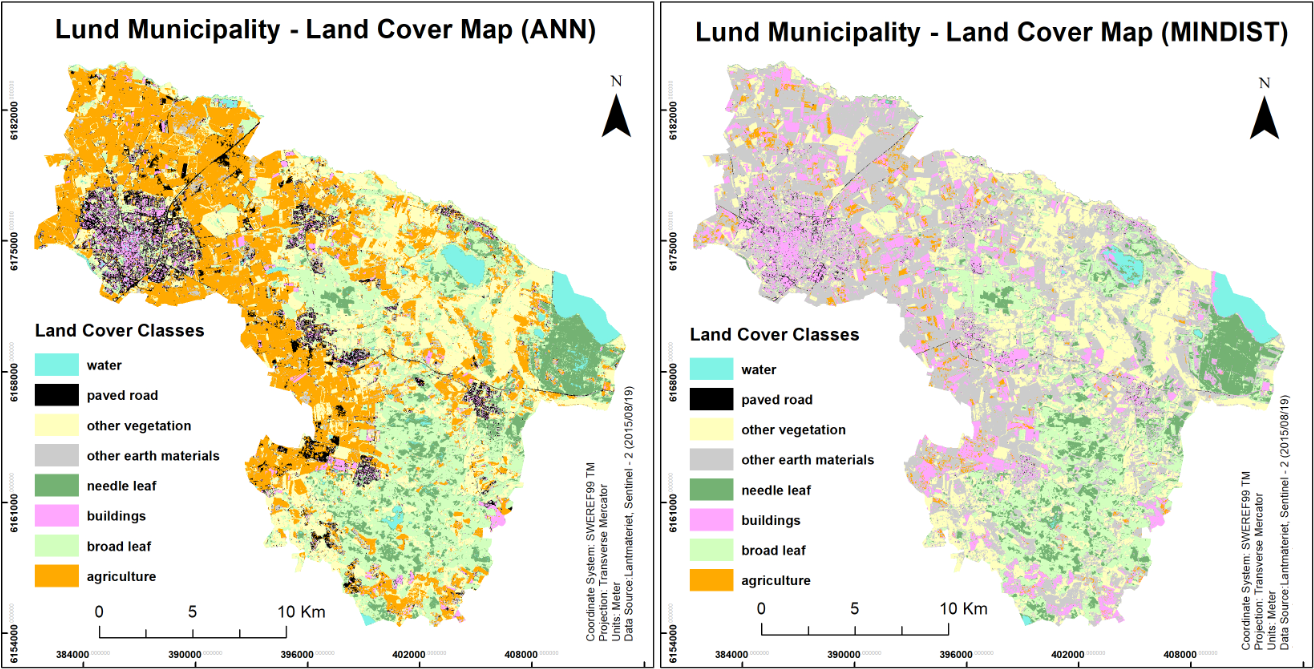 Lund Municipality - Land Cover Map (ANN)
N
6182000
6175000
6168000
6161000
6154000
Land Cover Classes
water
paved road
other vegetation
other earth materials
needle leaf
buildings
broad leaf
agriculture
0 5 10 Km
384000 390000 396000 402000 408000
Coordinate System: SWEREF99 TM
Projection: Transverse Mercator
Units: Meter
Data Source:Lantmateriet, Sentinel - 2 (2015/08/19)
Lund Municipality - Land Cover Map (MINDIST)
N
6182000
6175000
6168000
6161000
6154000
Land Cover Classes
water
paved road
other vegetation
other earth materials
needle leaf
buildings
broad leaf
agriculture
0 5 10 Km
384000 390000 396000 402000 408000
Coordinate System: SWEREF99 TM
Projection: Transverse Mercator
Units: Meter
Data Source:Lantmateriet, Sentinel - 2 (2015/08/19)